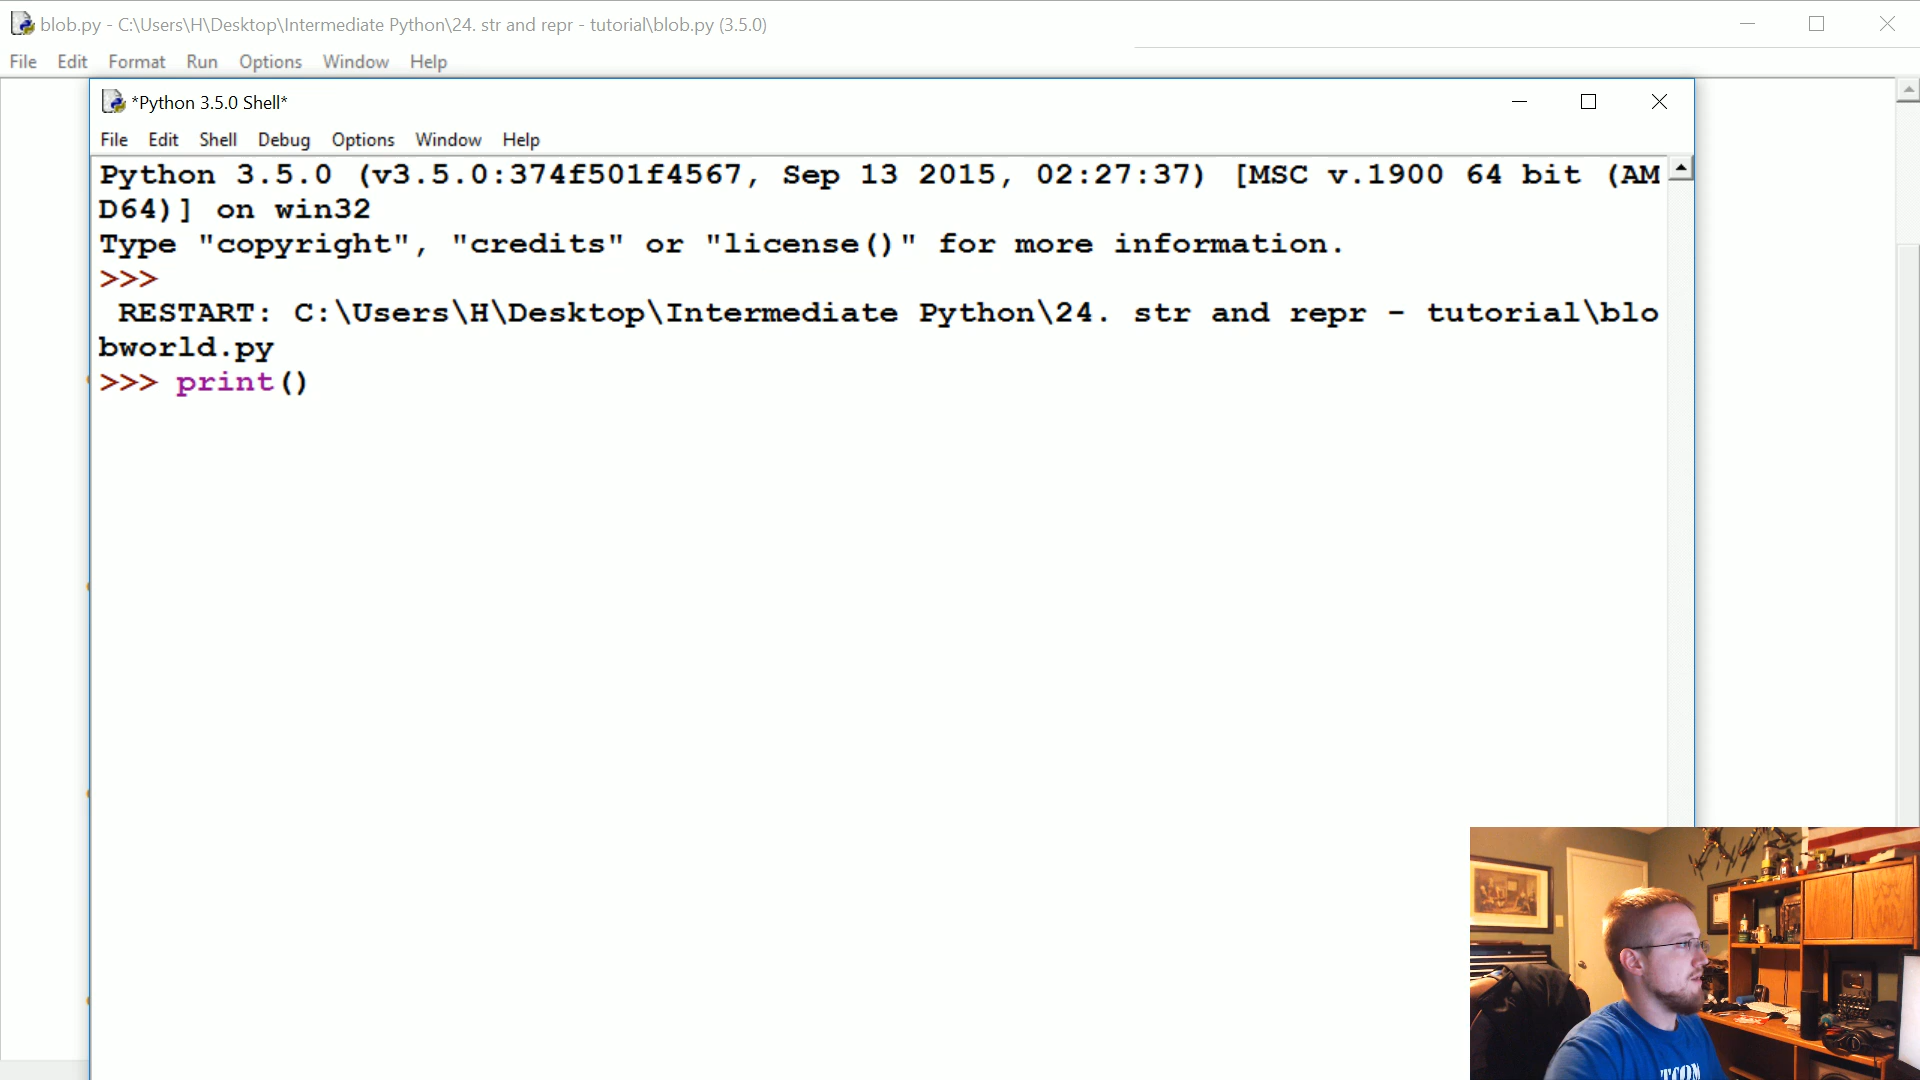 blob.py - C:\Users\H\Desktop\Intermediate Python\24. str and repr - tutorial\blob.py (3.5.0)
File Edit Format Run Options Window Help
*Python 3.5.0 Shell*
File Edit Shell Debug Options Window Help
Python 3.5.0 (v3.5.0:374f501f4567, Sep 13 2015, 02:27:37) [MSC v.1900 64 bit (AM
D64)] on win32
Type "copyright", "credits" or "license()" for more information.
>>>
RESTART: C:\Users\H\Desktop\Intermediate Python\24. str and repr - tutorial\blo
bworld.py
>>> print()